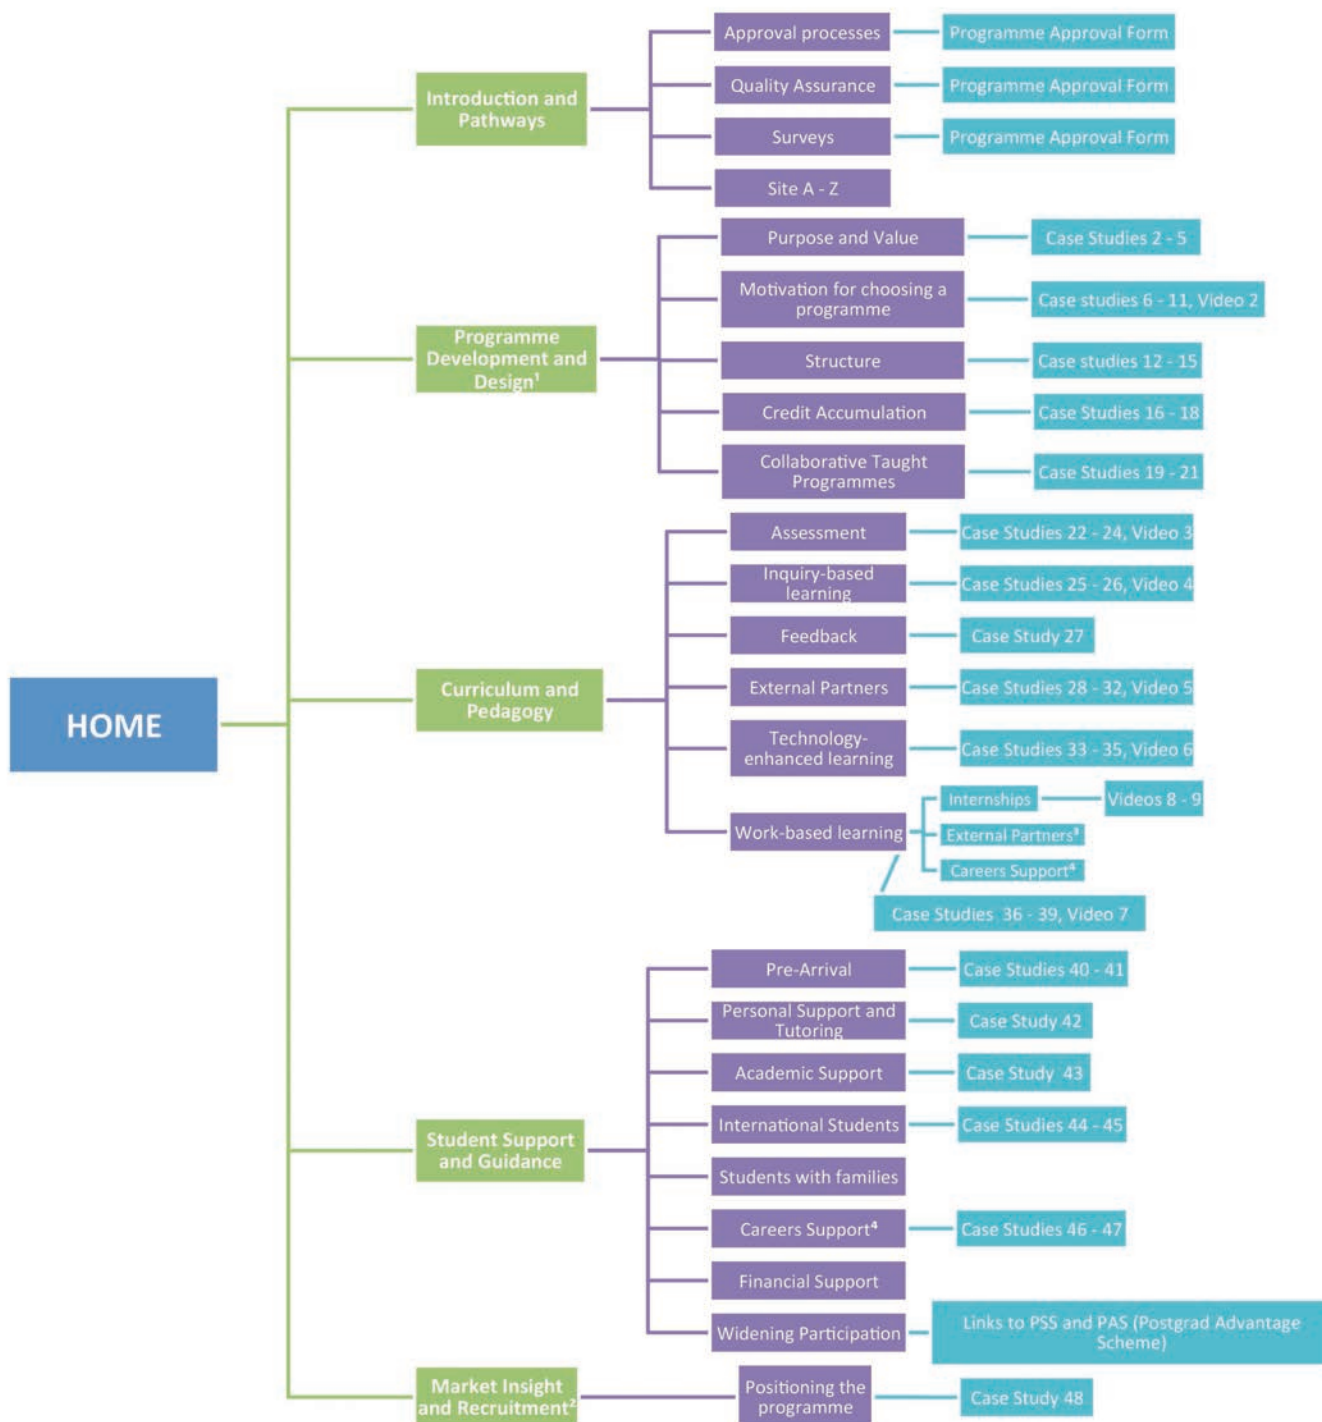 HOME
Introduction and
Pathways
Approval processes
Programme Approval Form
Quality Assurance
Programme Approval Form
Surveys
Programme Approval Form
Site A - Z
Programme
Development and
Design¹
Purpose and Value
Case Studies 2 - 5
Motivation for choosing a
programme
Case studies 6 - 11, Video 2
Structure
Case studies 12 - 15
Credit Accumulation
Case Studies 16 - 18
Collaborative Taught
Programmes
Case Studies 19 - 21
Curriculum and
Pedagogy
Assessment
Case Studies 22 - 24, Video 3
Inquiry-based
learning
Case Studies 25 - 26, Video 4
Feedback
Case Study 27
External Partners
Case Studies 28 - 32, Video 5
Technology-
enhanced learning
Case Studies 33 - 35, Video 6
Work-based learning
Internships
Videos 8 - 9
External Partners³
Careers Support⁴
Case Studies 36 - 39, Video 7
Student Support
and Guidance
Pre-Arrival
Case Studies 40 - 41
Personal Support and
Tutoring
Case Study 42
Academic Support
Case Study 43
International Students
Case Studies 44 - 45
Students with families
Careers Support⁴
Case Studies 46 - 47
Financial Support
Widening Participation
Links to PSS and PAS (Postgrad Advantage
Scheme)
Market Insight
and Recruitment²
Positioning the
programme
Case Study 48